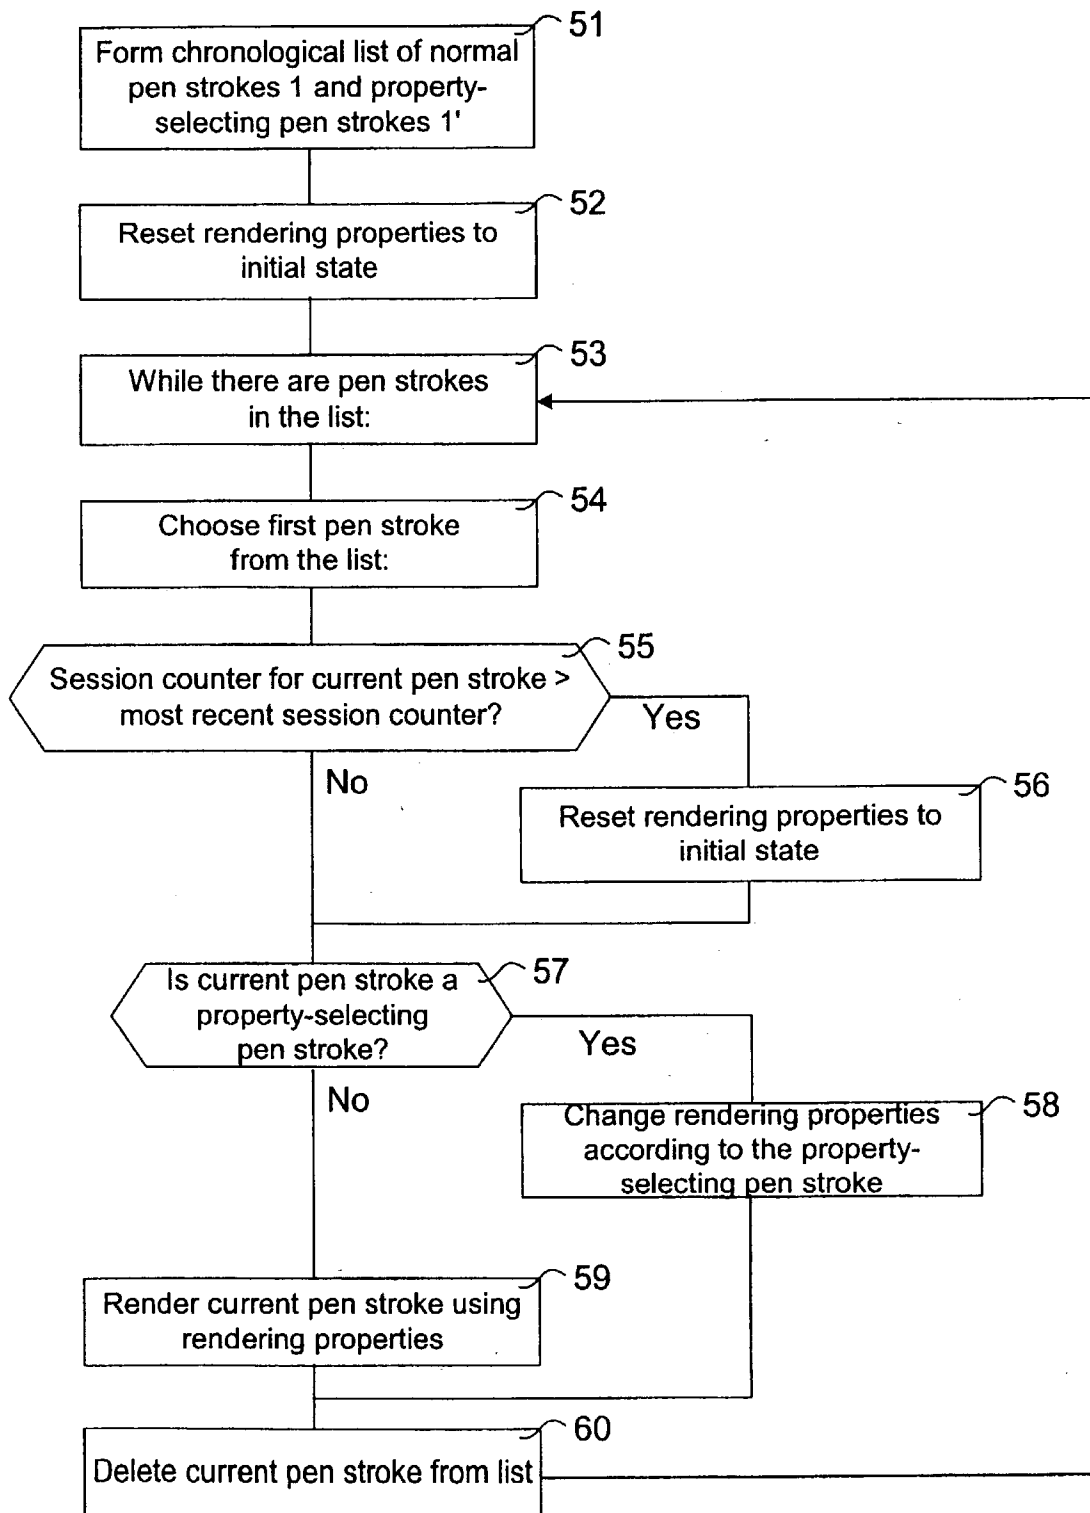 51
Form chronological list of normal
pen strokes 1 and property-
selecting pen strokes 1'
52
Reset rendering properties to
initial state
53
While there are pen strokes
in the list:
54
Choose first pen stroke
from the list:
55
Session counter for current pen stroke >
most recent session counter?
Yes
No
56
Reset rendering properties to
initial state
57
Is current pen stroke a
property-selecting
pen stroke?
Yes
No
58
Change rendering properties
according to the property-
selecting pen stroke
59
Render current pen stroke using
rendering properties
60
Delete current pen stroke from list